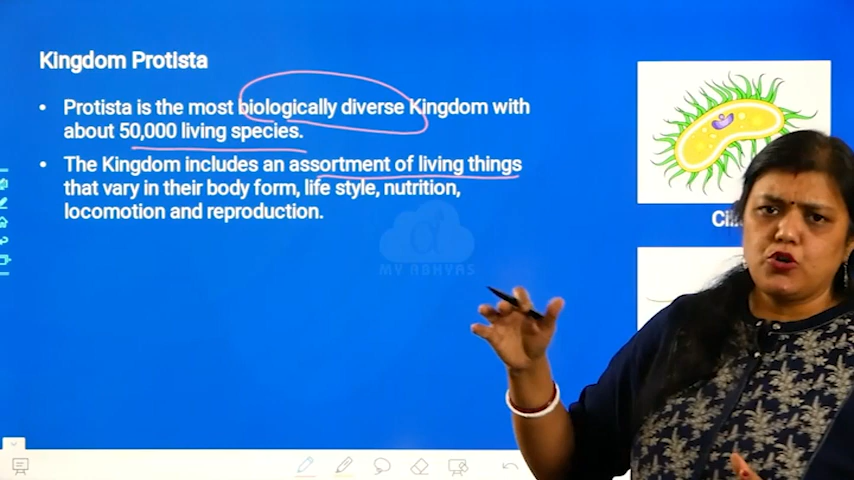 Kingdom Protista
• Protista is the most biologically diverse Kingdom with
about 50,000 living species.
• The Kingdom includes an assortment of living things
that vary in their body form, life style, nutrition,
locomotion and reproduction.
MY ABHYAS